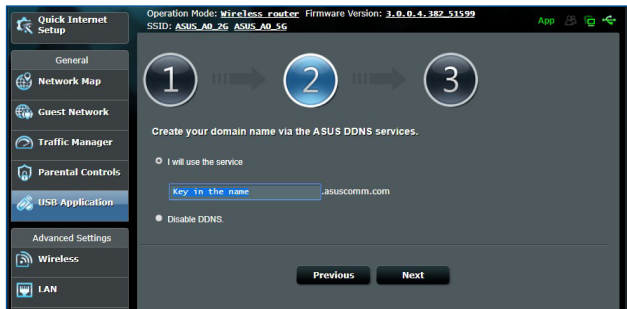 Quick Internet
Setup
General
Network Map
Guest Network
Traffic Manager
Parental Controls
USB Application
Advanced Settings
Wireless
LAN
Operation Mode: Wireless router Firmware Version: 3.0.0.4.382_51599
SSID: ASUS_A0_2G ASUS_A0_5G
App
1
2
3
Create your domain name via the ASUS DDNS services.
I will use the service
Key in the name .asuscomm.com
Disable DDNS.
Previous Next